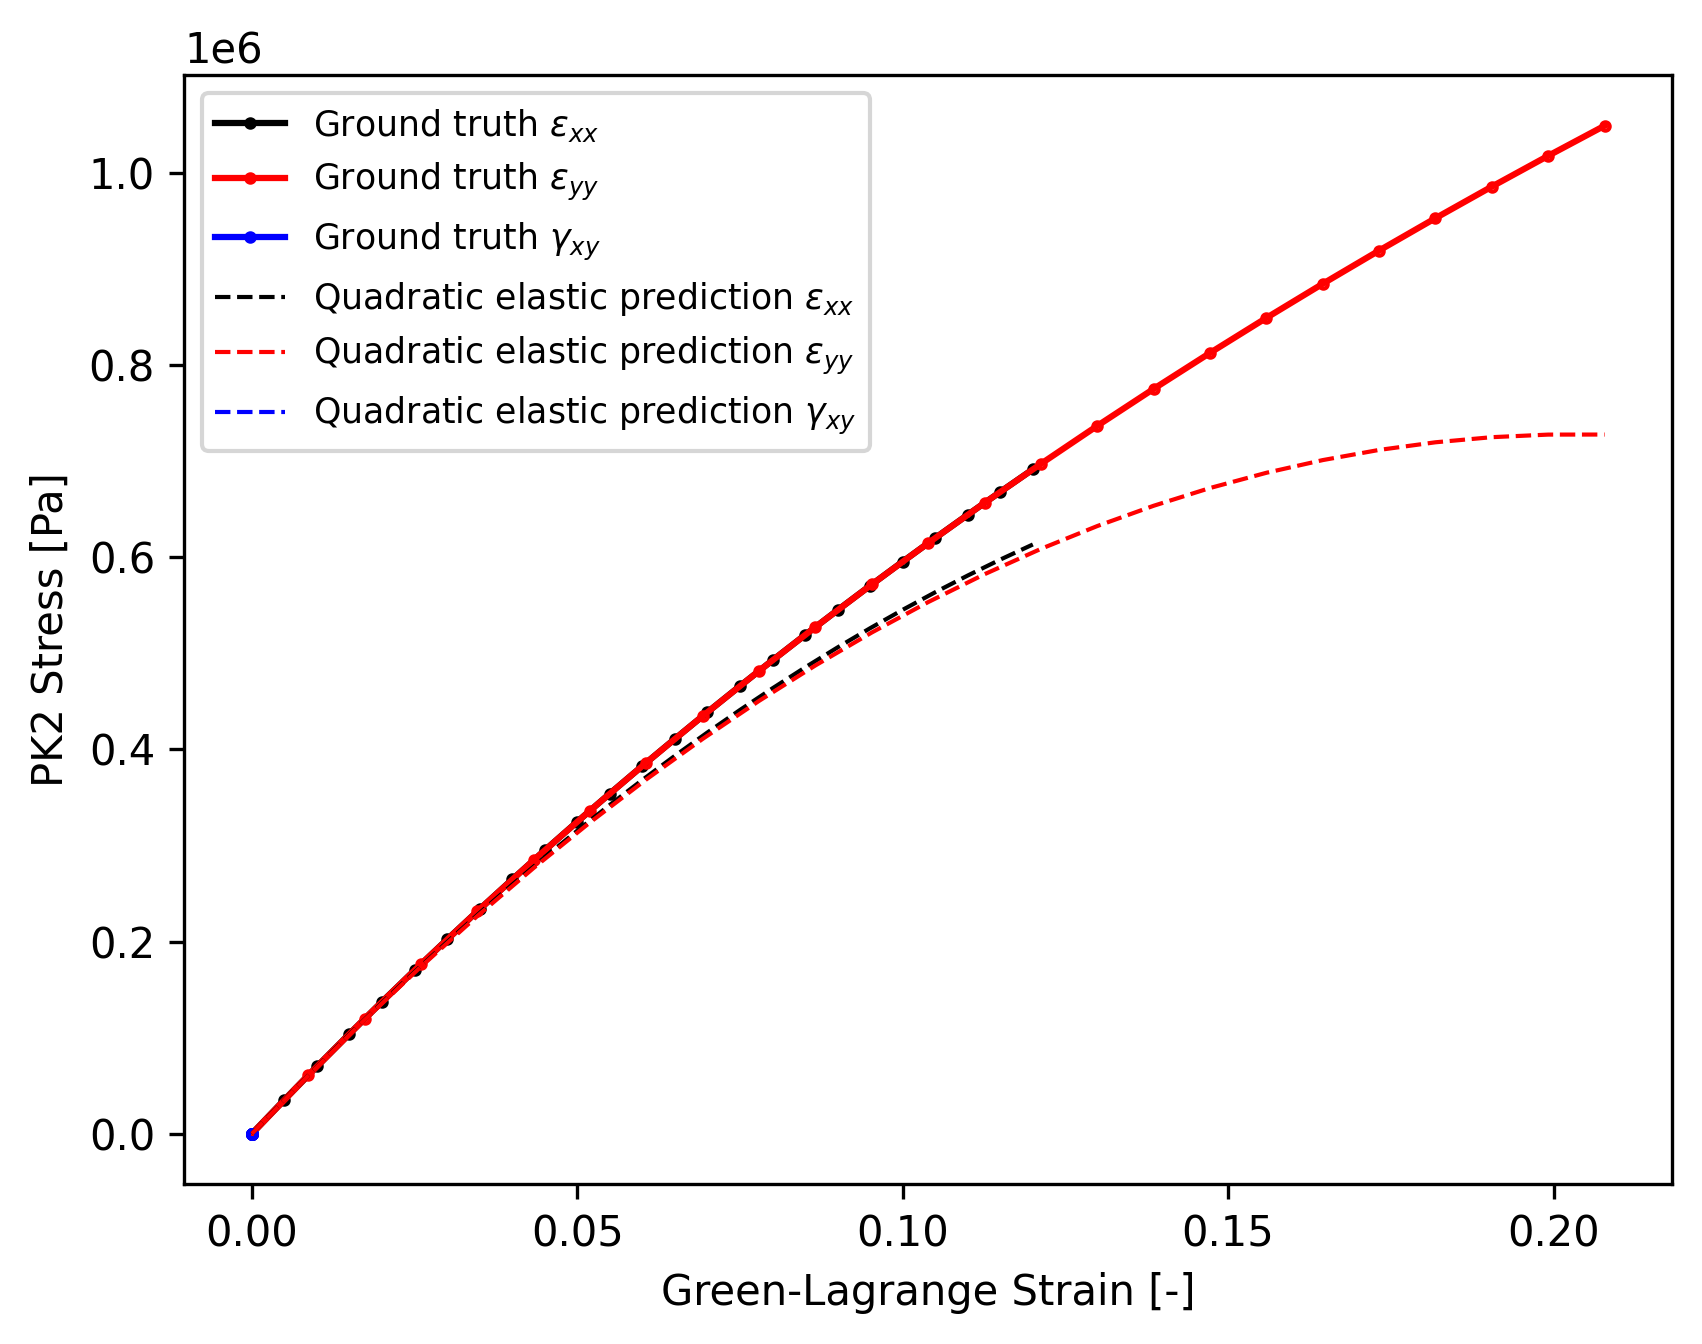 1e6
Ground truth εxx
Ground truth εyy
Ground truth γxy
Quadratic elastic prediction εxx
Quadratic elastic prediction εyy
Quadratic elastic prediction γxy
1.0
0.8
0.6
0.4
0.2
0.0
PK2 Stress [Pa]
0.00 0.05 0.10 0.15 0.20
Green-Lagrange Strain [-]